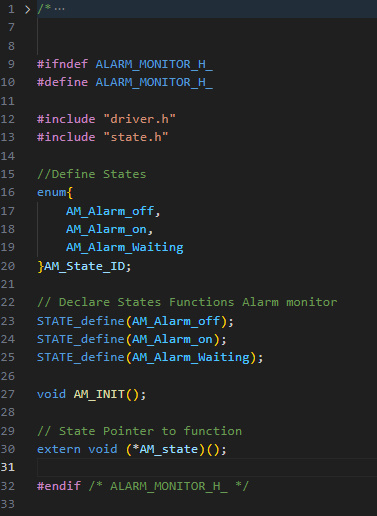 1 > /* ···
7
8
9 #ifndef ALARM_MONITOR_H_
10 #define ALARM_MONITOR_H_
11
12 #include "driver.h"
13 #include "state.h"
14
15 //Define States
16 enum{
17     AM_Alarm_off,
18     AM_Alarm_on,
19     AM_Alarm_Waiting
20 }AM_State_ID;
21
22 // Declare States Functions Alarm monitor
23 STATE_define(AM_Alarm_off);
24 STATE_define(AM_Alarm_on);
25 STATE_define(AM_Alarm_Waiting);
26
27 void AM_INIT();
28
29 // State Pointer to function
30 extern void (*AM_state)();
31
32 #endif /* ALARM_MONITOR_H_ */
33